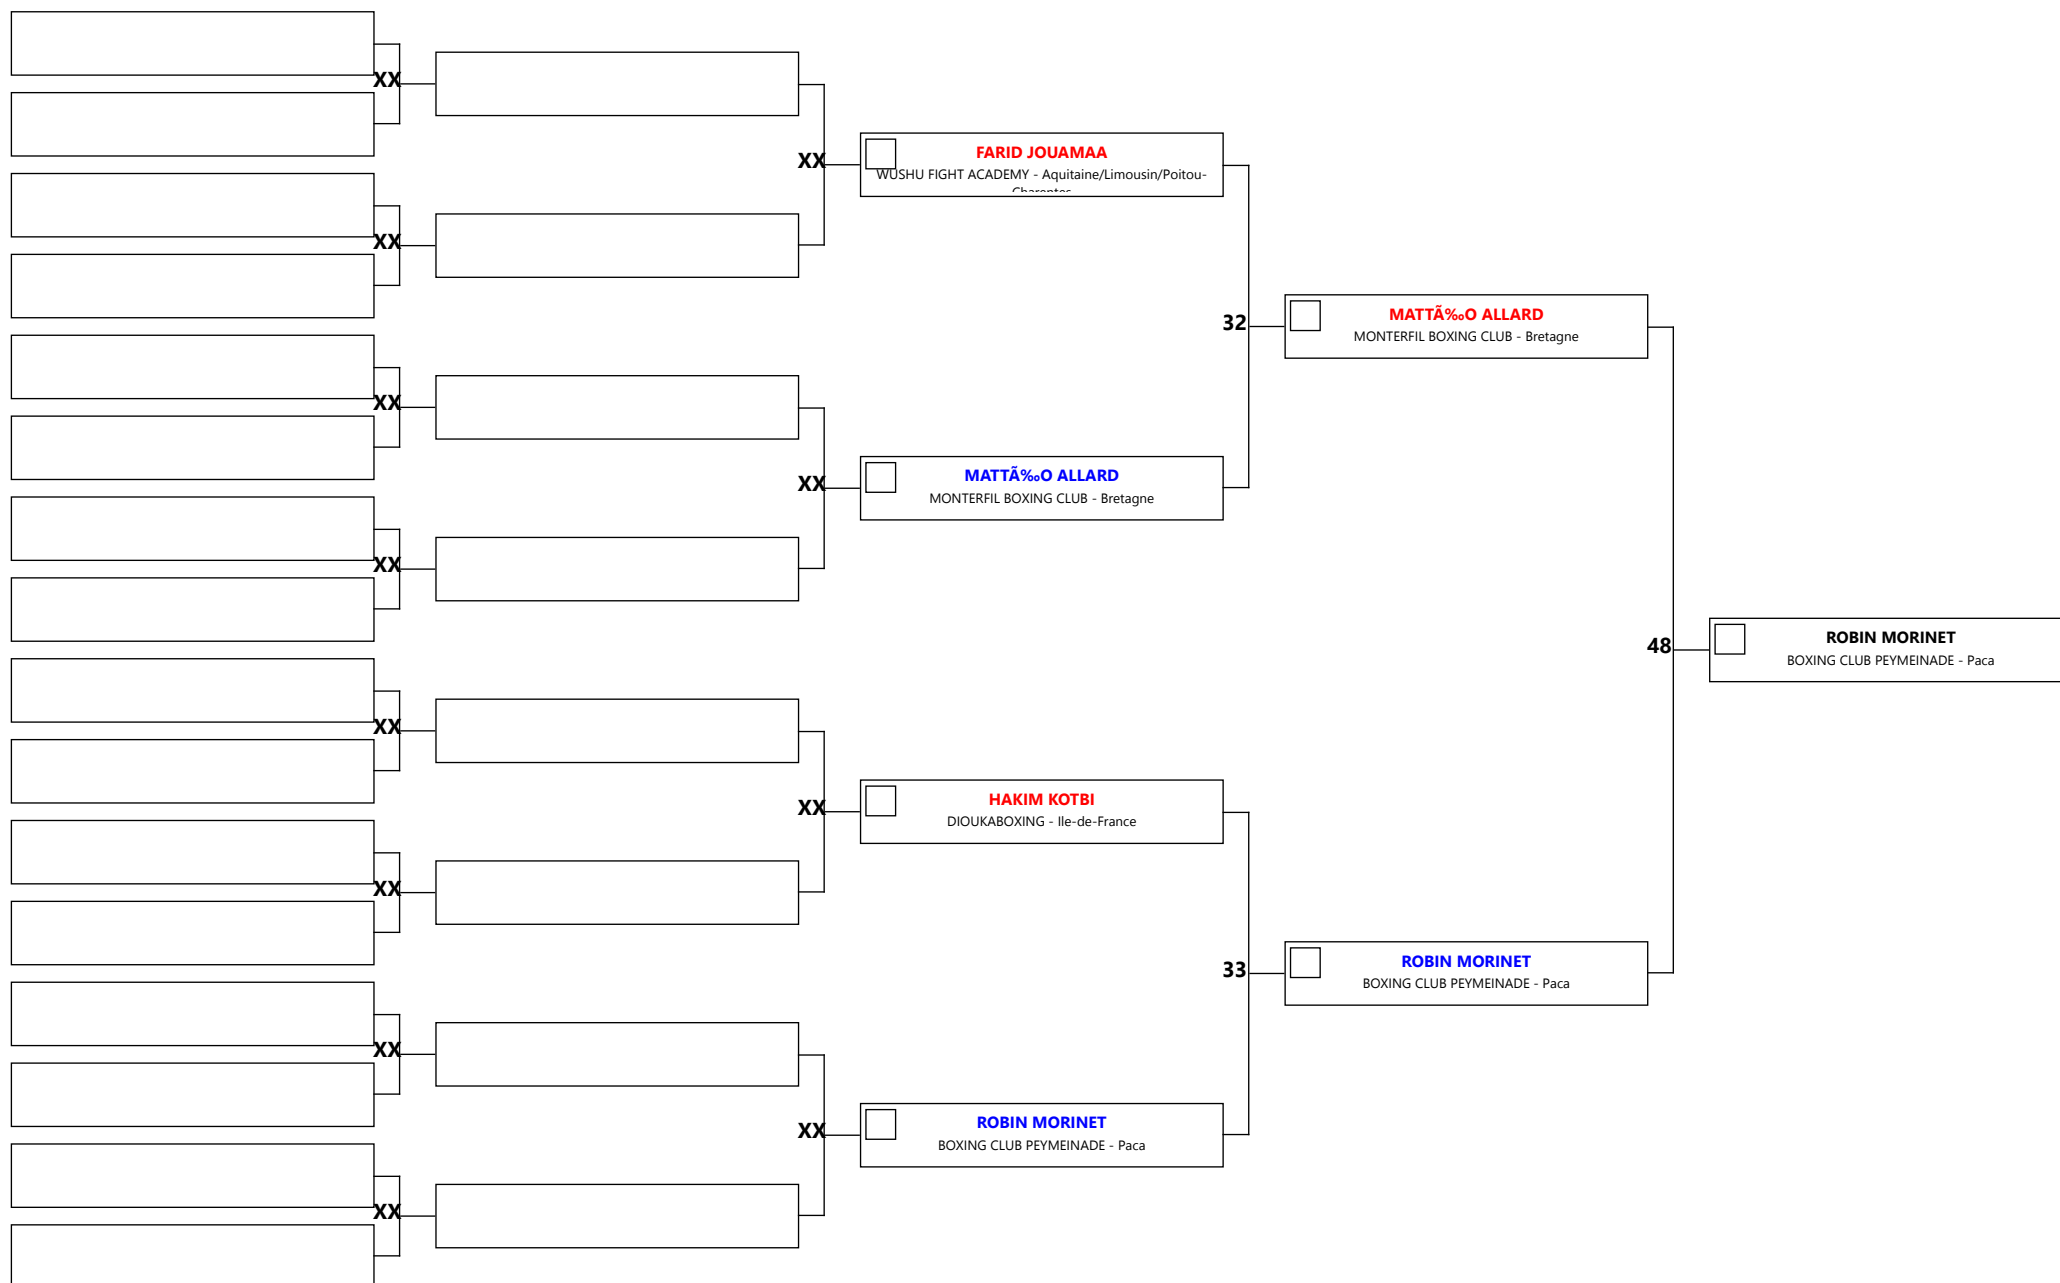 XX
XX
XX
XX
XX
XX
XX
XX
XX
FARID JOUAMAA
WUSHU FIGHT ACADEMY - Aquitaine/Limousin/Poitou-
Charentes
XX
MATTÃ‰O ALLARD
MONTERFIL BOXING CLUB - Bretagne
XX
HAKIM KOTBI
DIOUKABOXING - Ile-de-France
XX
ROBIN MORINET
BOXING CLUB PEYMEINADE - Paca
32
MATTÃ‰O ALLARD
MONTERFIL BOXING CLUB - Bretagne
33
ROBIN MORINET
BOXING CLUB PEYMEINADE - Paca
48
ROBIN MORINET
BOXING CLUB PEYMEINADE - Paca